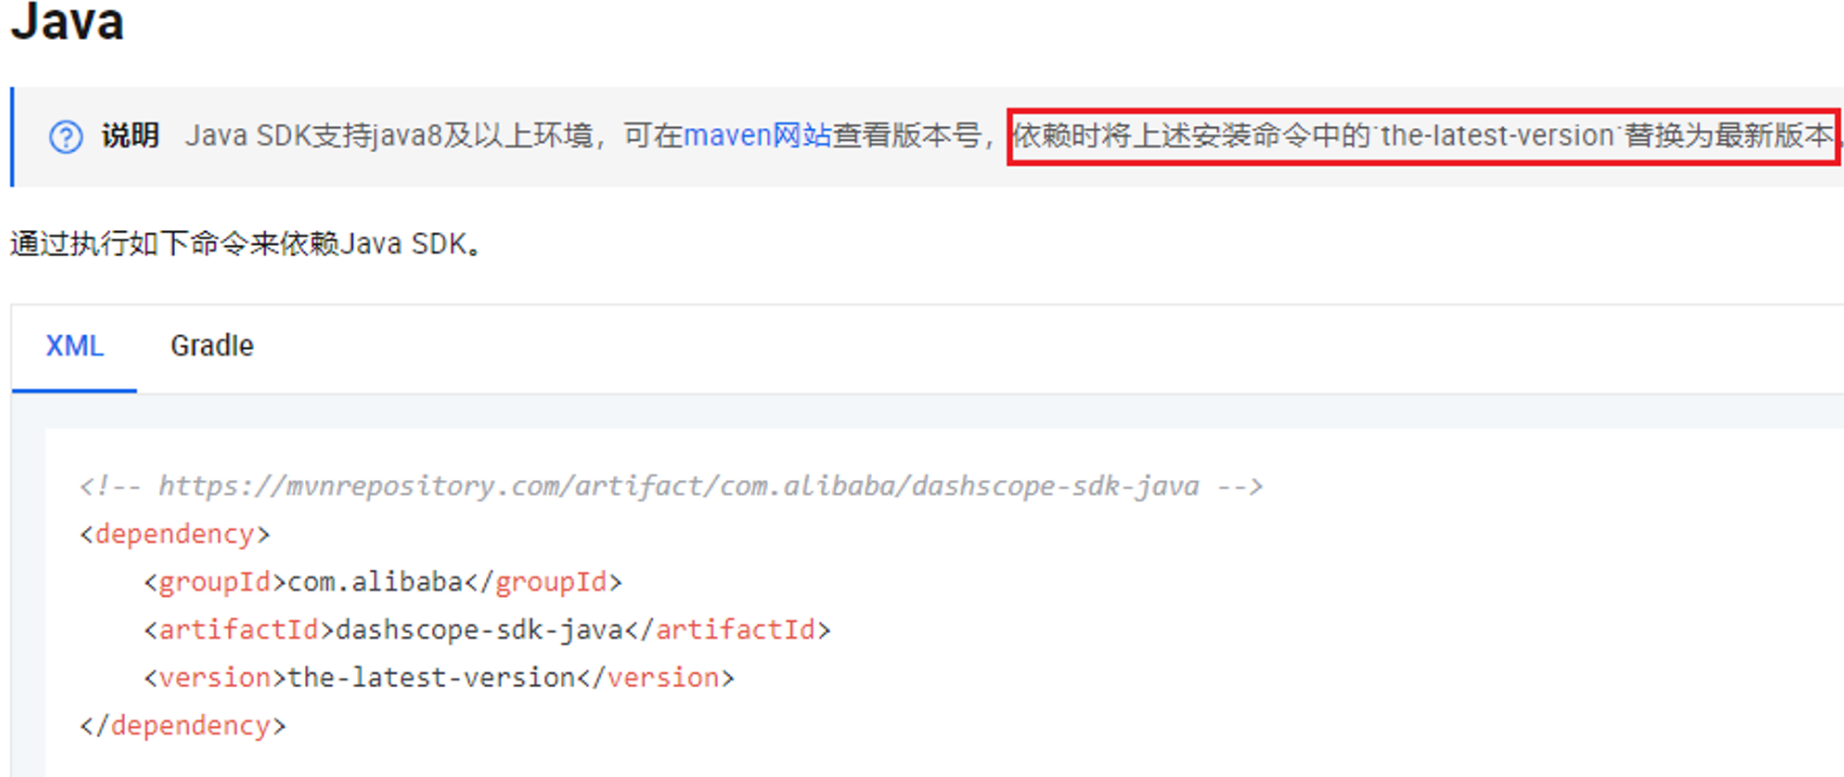 Java
说明 Java SDK支持java8及以上环境，可在maven网站查看版本号，依赖时将上述安装命令中的`the-latest-version`替换为最新版本
通过执行如下命令来依赖Java SDK。
XML Gradle
<!-- https://mvnrepository.com/artifact/com.alibaba/dashscope-sdk-java -->
<dependency>
    <groupId>com.alibaba</groupId>
    <artifactId>dashscope-sdk-java</artifactId>
    <version>the-latest-version</version>
</dependency>